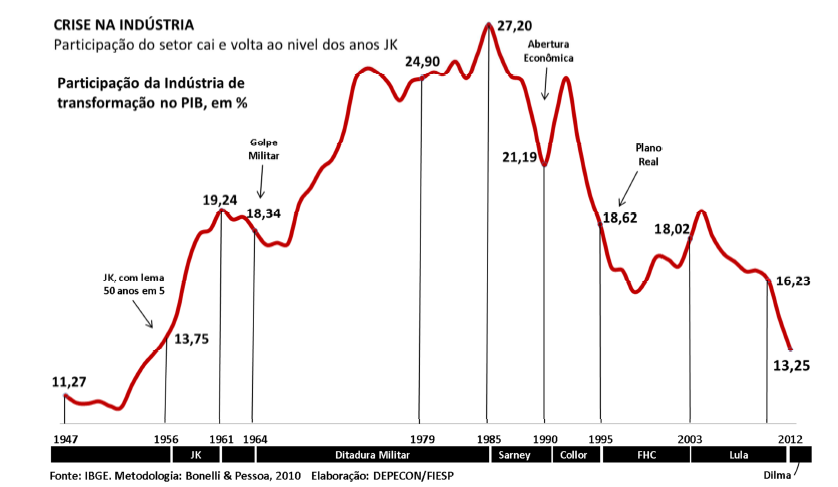 CRISE NA INDÚSTRIA
Participação do setor cai e volta ao nivel dos anos JK
Participação da Indústria de
transformação no PIB, em %
27,20
Abertura
Econômica
24,90
Golpe
Militar
21,19
Plano
Real
19,24
18,34
18,62
18,02
JK, com lema
50 anos em 5
16,23
13,75
13,25
11,27
1947 1956 1961 1964 1979 1985 1990 1995 2003 2012
JK Ditadura Militar Sarney Collor FHC Lula
Fonte: IBGE. Metodologia: Bonelli & Pessoa, 2010 Elaboração: DEPECON/FIESP
Dilma